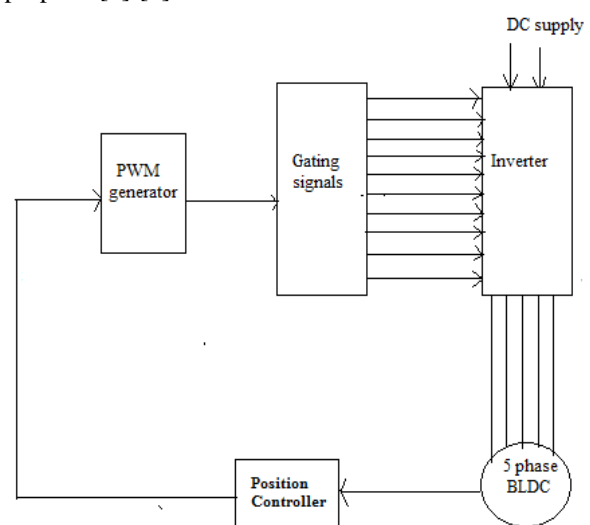 DC supply
PWM
generator
Gating
signals
Inverter
5 phase
BLDC
Position
Controller